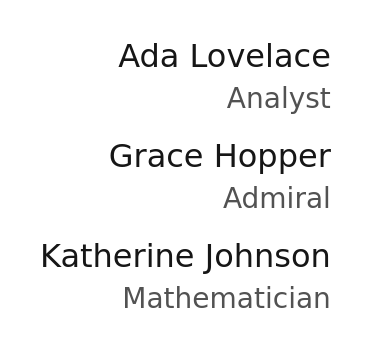 Ada Lovelace
Analyst
Grace Hopper
Admiral
Katherine Johnson
Mathematician